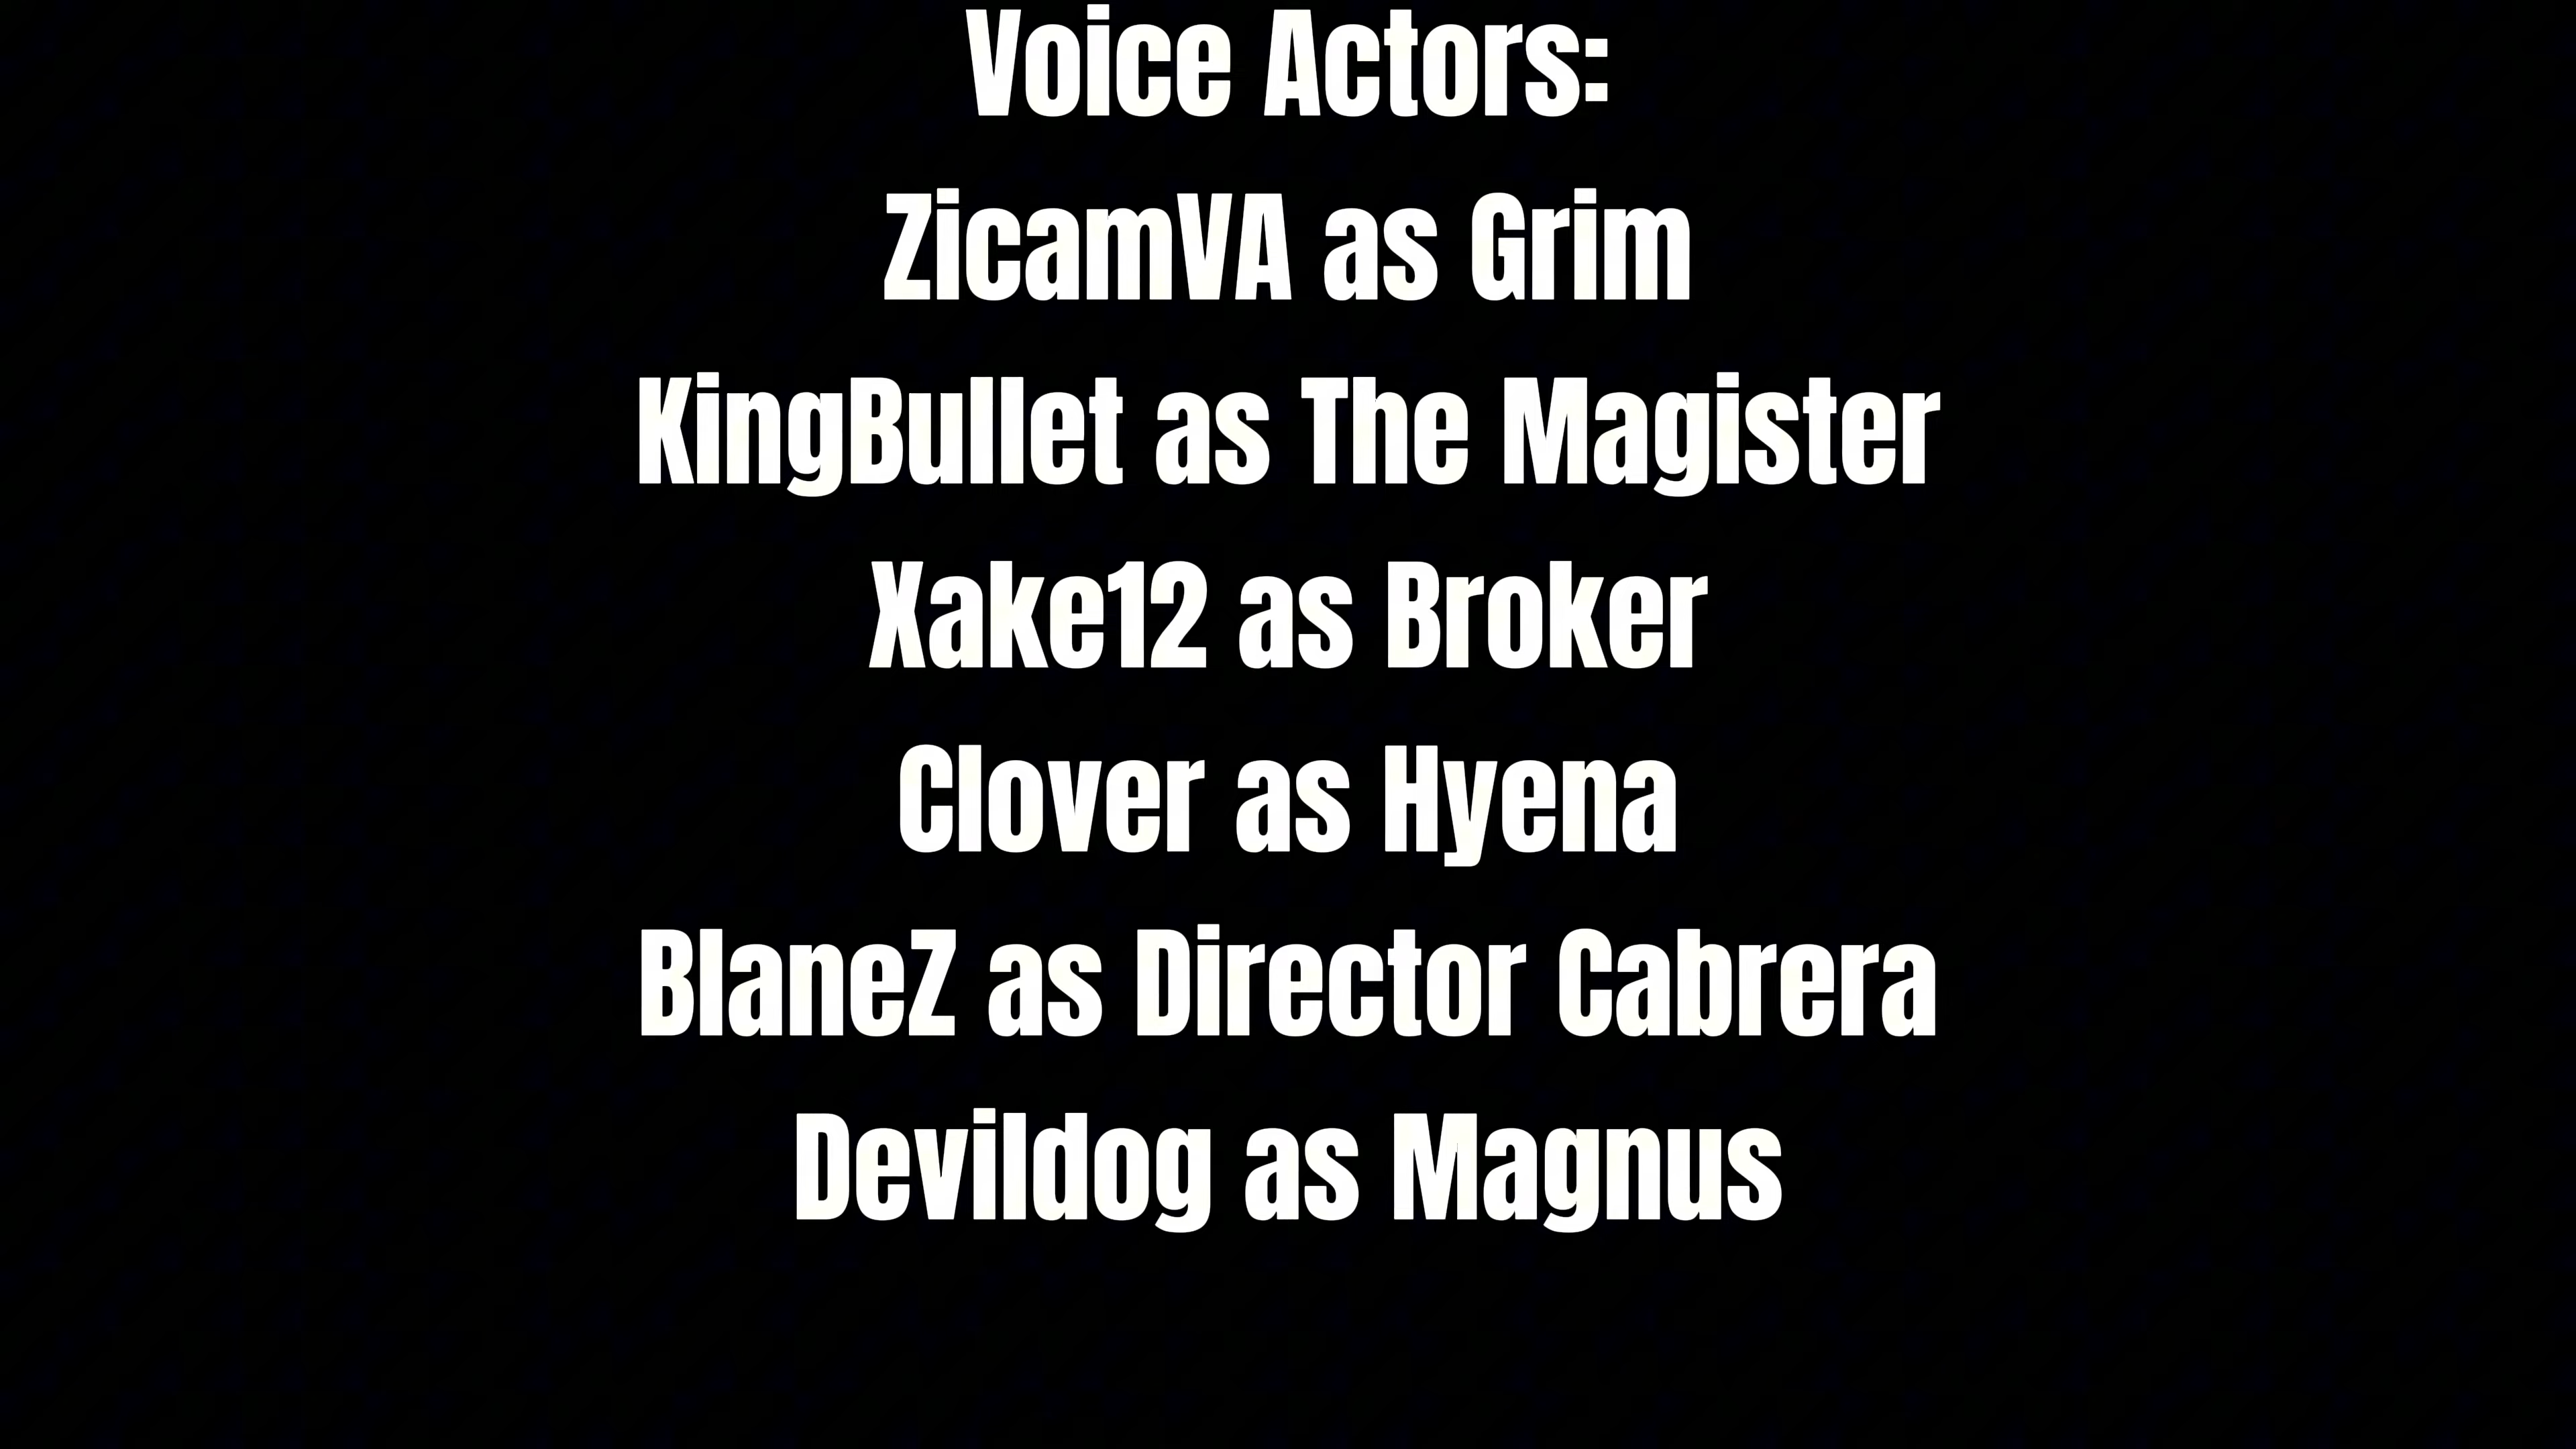 Voice Actors:
ZicamVA as Grim
KingBullet as The Magister
Xake12 as Broker
Clover as Hyena
BlaneZ as Director Cabrera
Devildog as Magnus